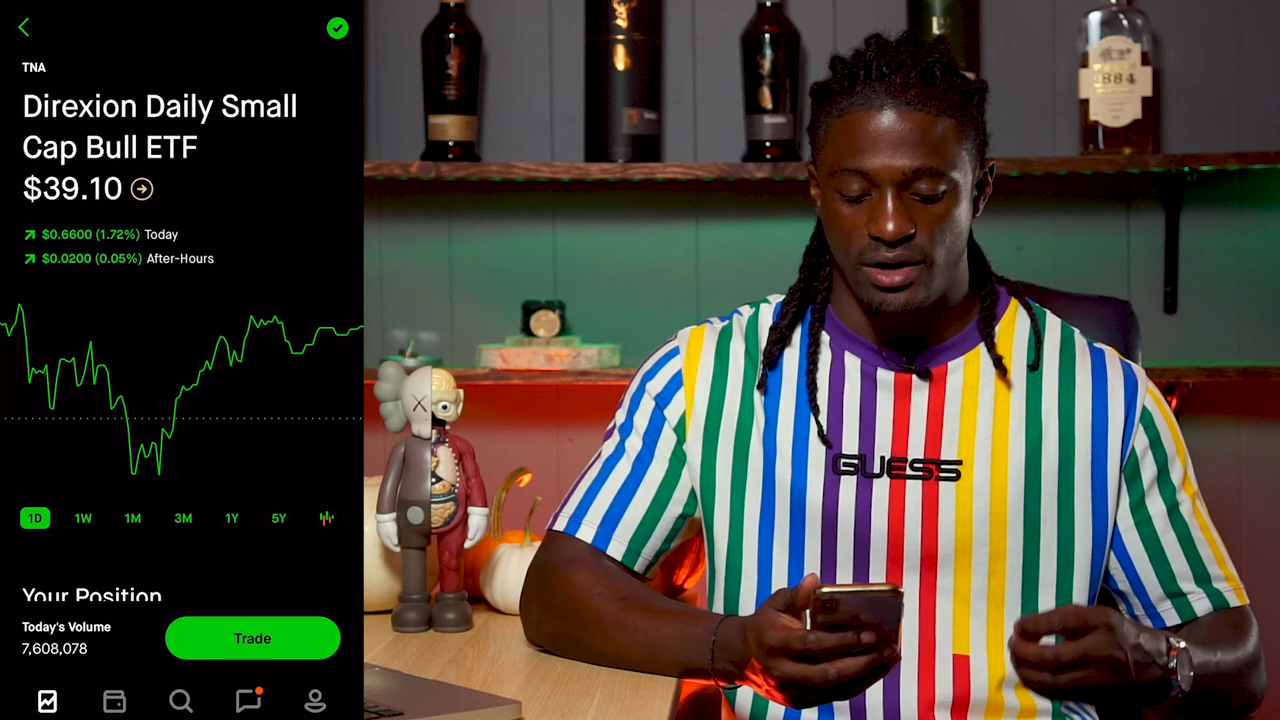 TNA
Direxion Daily Small
Cap Bull ETF
$39.10
$0.6600 (1.72%) Today
$0.0200 (0.05%) After-Hours
1D 1W 1M 3M 1Y 5Y
Your Position
Today's Volume
7,608,078
Trade
GUESS
1884